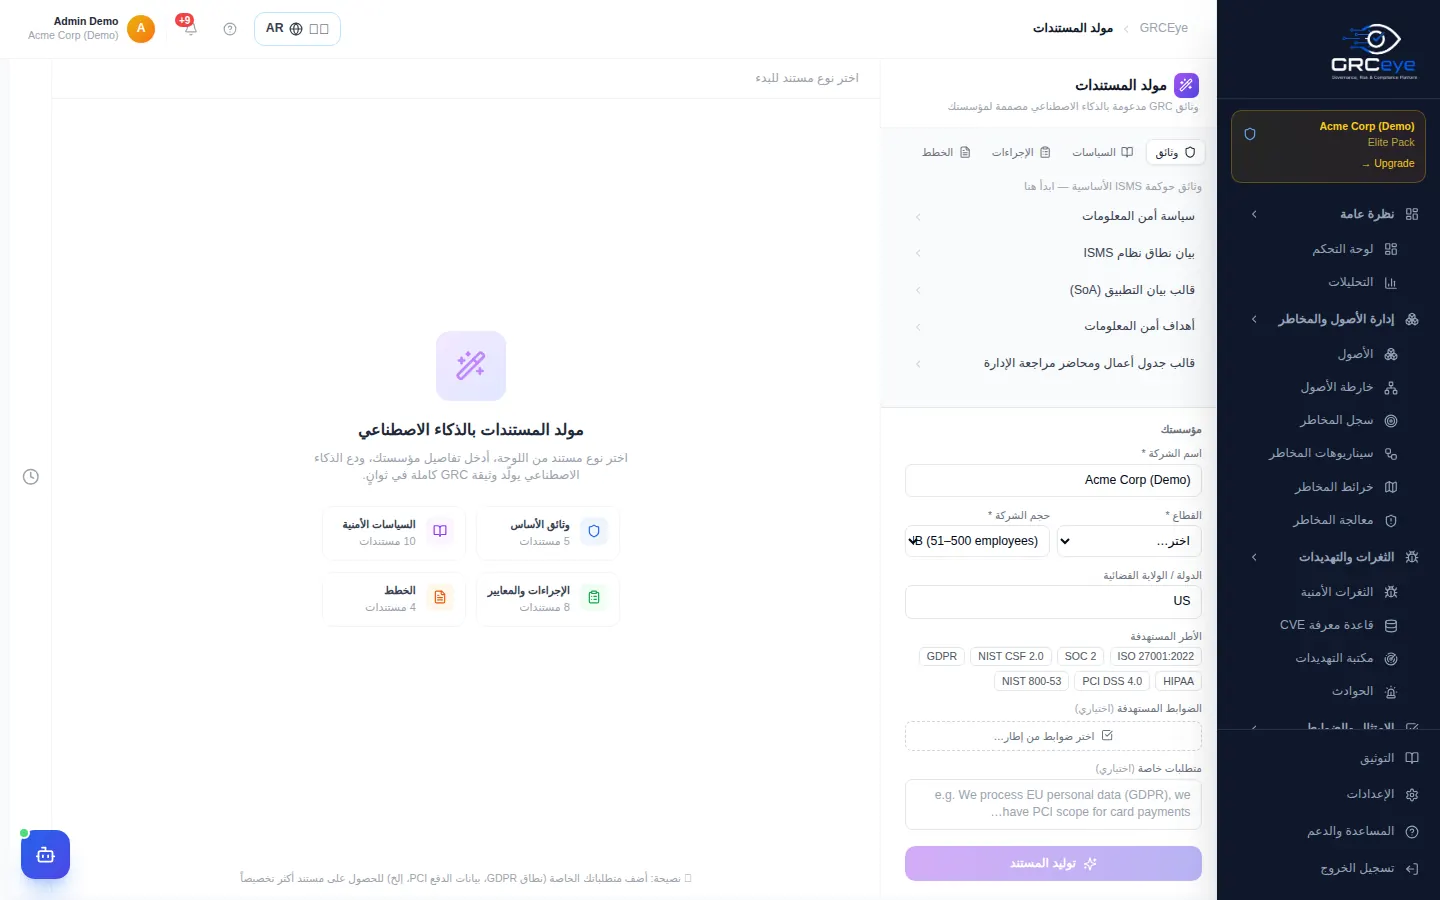 GRCeye
Governance, Risk & Compliance Platform
Acme Corp (Demo)
Elite Pack
Upgrade →
نظرة عامة
لوحة التحكم
التحليلات
إدارة الأصول والمخاطر
الأصول
خارطة الأصول
سجل المخاطر
سيناريوهات المخاطر
خرائط المخاطر
معالجة المخاطر
الثغرات والتهديدات
الثغرات الأمنية
قاعدة معرفة CVE
مكتبة التهديدات
الحوادث
الامتثال والضوابط
التوثيق
الإعدادات
المساعدة والدعم
تسجيل الخروج
GRCEye
مولد المستندات
AR
9+
Admin Demo
Acme Corp (Demo)
A
مولد المستندات
وثائق GRC مدعومة بالذكاء الاصطناعي مصممة لمؤسستك
وثائق
السياسات
الإجراءات
الخطط
وثائق حوكمة ISMS الأساسية — ابدأ هنا
سياسة أمن المعلومات
بيان نطاق نظام ISMS
قالب بيان التطبيق (SoA)
أهداف أمن المعلومات
قالب جدول أعمال ومحاضر مراجعة الإدارة
مؤسستك
اسم الشركة *
Acme Corp (Demo)
القطاع *
حجم الشركة *
اختر...
B (51–500 employees)
الدولة / الولاية القضائية
US
الأطر المستهدفة
ISO 27001:2022
SOC 2
NIST CSF 2.0
GDPR
HIPAA
PCI DSS 4.0
NIST 800-53
الضوابط المستهدفة (اختياري)
اختر ضوابط من إطار...
متطلبات خاصة (اختياري)
e.g. We process EU personal data (GDPR), we
have PCI scope for card payments…
توليد المستند
اختر نوع مستند للبدء
مولد المستندات بالذكاء الاصطناعي
اختر نوع مستند من اللوحة، أدخل تفاصيل مؤسستك، ودع الذكاء
الاصطناعي يولّد وثيقة GRC كاملة في ثوانٍ.
وثائق الأساس
5 مستندات
السياسات الأمنية
10 مستندات
الإجراءات والمعايير
8 مستندات
الخطط
4 مستندات
نصيحة: أضف متطلباتك الخاصة (نطاق GDPR، بيانات الدفع PCI، إلخ) للحصول على مستند أكثر تخصيصاً